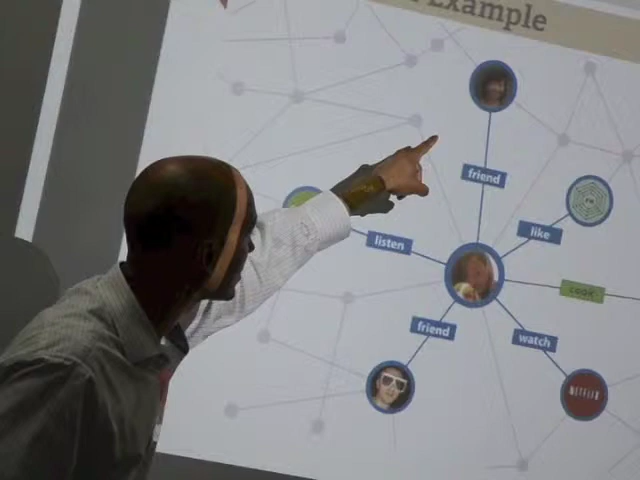 Example
friend
like
listen
cook
friend
watch
NETFLIX